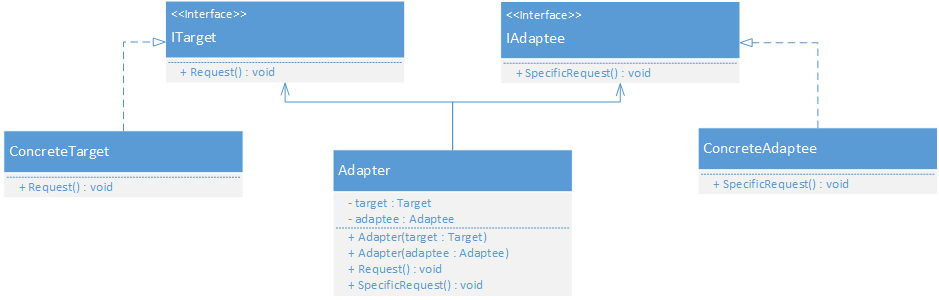 <<Interface>>
ITarget
+ Request() : void
<<Interface>>
IAdaptee
+ SpecificRequest() : void
ConcreteTarget
+ Request() : void
Adapter
- target : Target
- adaptee : Adaptee
+ Adapter(target : Target)
+ Adapter(adaptee : Adaptee)
+ Request() : void
+ SpecificRequest() : void
ConcreteAdaptee
+ SpecificRequest() : void